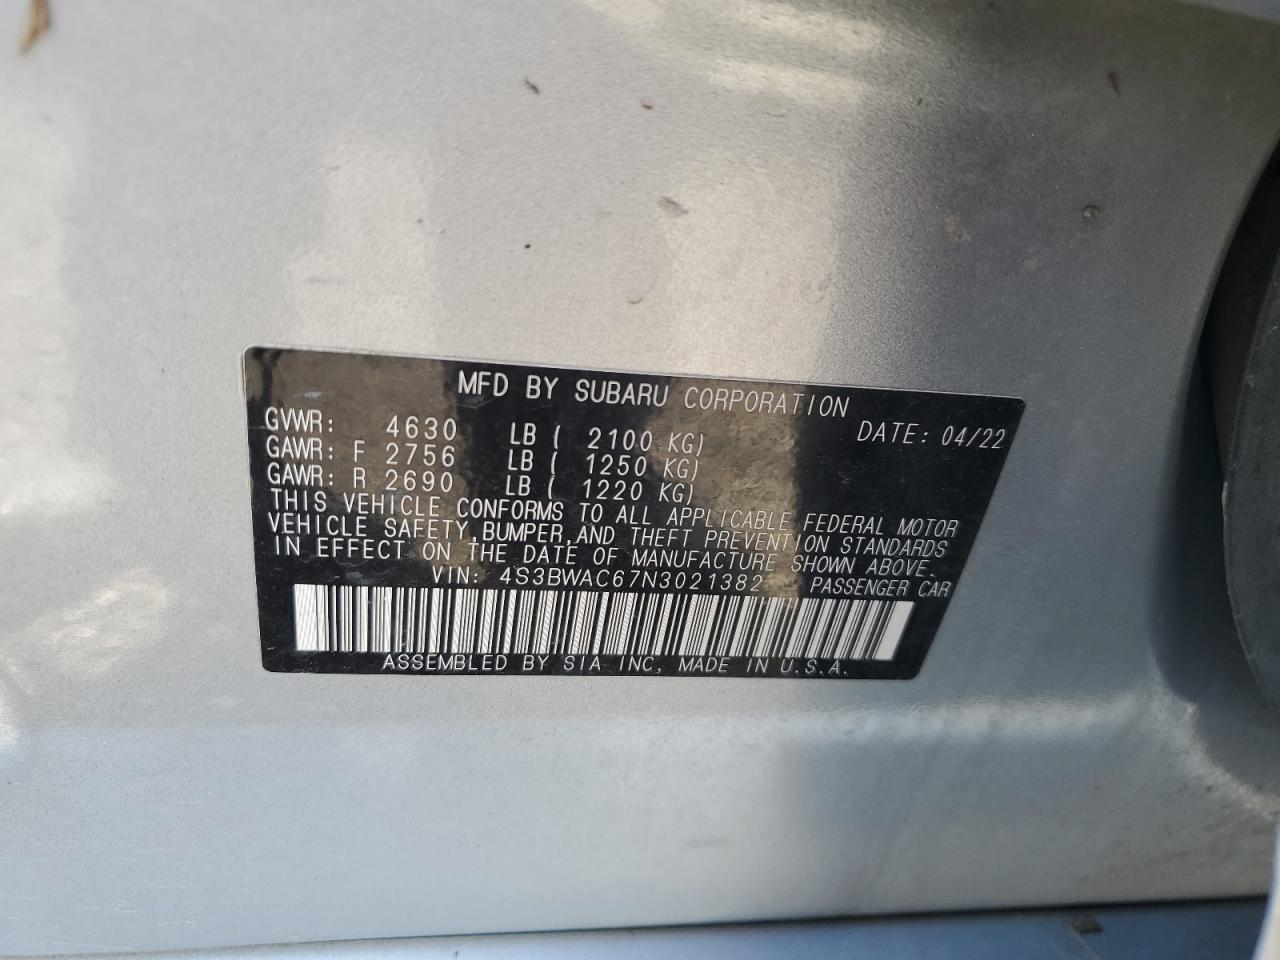 MFD BY SUBARU CORPORATION
GVWR: 4630 LB ( 2100 KG) DATE: 04/22
GAWR: F 2756 LB ( 1250 KG)
GAWR: R 2690 LB ( 1220 KG)
THIS VEHICLE CONFORMS TO ALL APPLICABLE FEDERAL MOTOR
VEHICLE SAFETY, BUMPER, AND THEFT PREVENTION STANDARDS
IN EFFECT ON THE DATE OF MANUFACTURE SHOWN ABOVE.
VIN: 4S3BWAC67N3021382 PASSENGER CAR
ASSEMBLED BY SIA INC. MADE IN U.S.A.